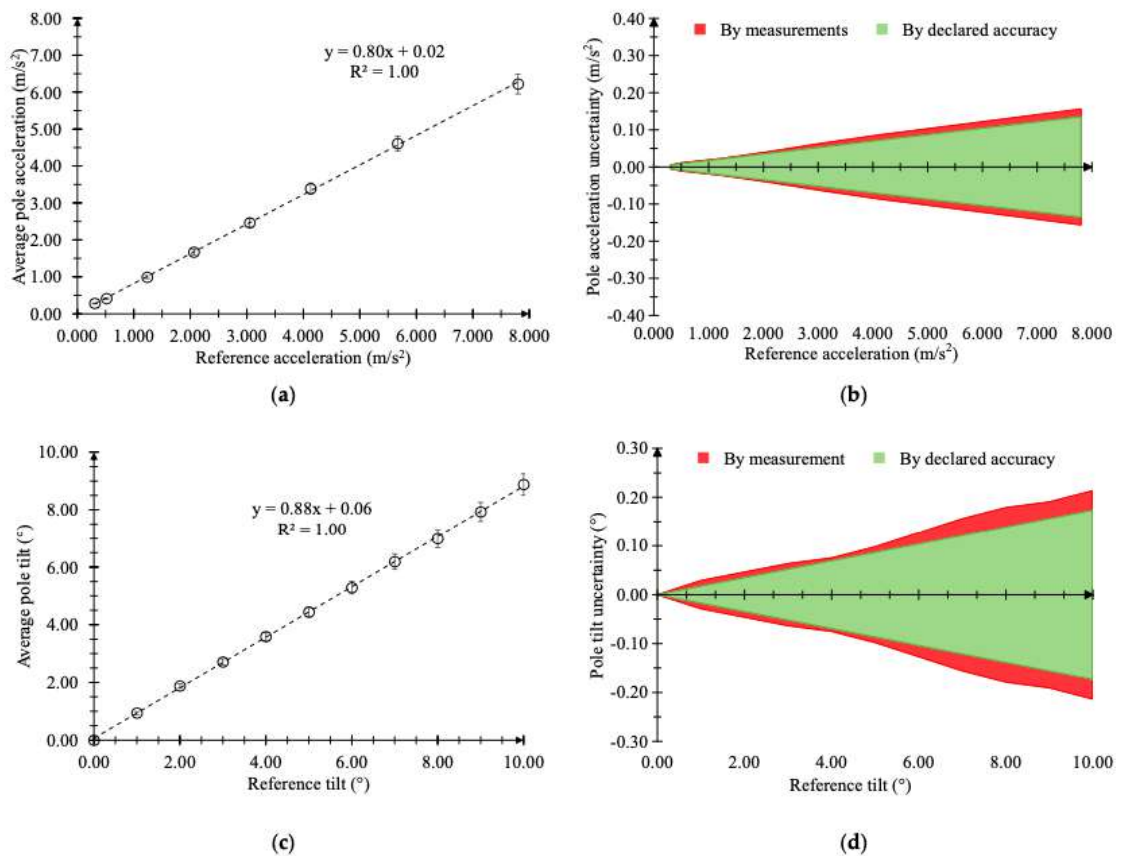 8.00
7.00
6.00
5.00
4.00
3.00
2.00
1.00
0.00
Average pole acceleration (m/s²)
y = 0.80x + 0.02
R² = 1.00
0.000 1.000 2.000 3.000 4.000 5.000 6.000 7.000 8.000
Reference acceleration (m/s²)
(a)
0.40
0.30
0.20
0.10
0.00
-0.10
-0.20
-0.30
-0.40
Pole acceleration uncertainty (m/s²)
By measurements By declared accuracy
0.000 1.000 2.000 3.000 4.000 5.000 6.000 7.000 8.000
Reference acceleration (m/s²)
(b)
10.00
8.00
6.00
4.00
2.00
0.00
Average pole tilt (°)
y = 0.88x + 0.06
R² = 1.00
0.00 2.00 4.00 6.00 8.00 10.00
Reference tilt (°)
(c)
0.30
0.20
0.10
0.00
-0.10
-0.20
-0.30
Pole tilt uncertainty (°)
By measurement By declared accuracy
0.00 2.00 4.00 6.00 8.00 10.00
Reference tilt (°)
(d)